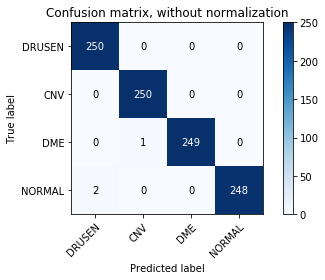 Confusion matrix, without normalization
True label
DRUSEN 250 0 0 0
CNV 0 250 0 0
DME 0 1 249 0
NORMAL 2 0 0 248
DRUSEN CNV DME NORMAL
Predicted label
250
200
150
100
50
0